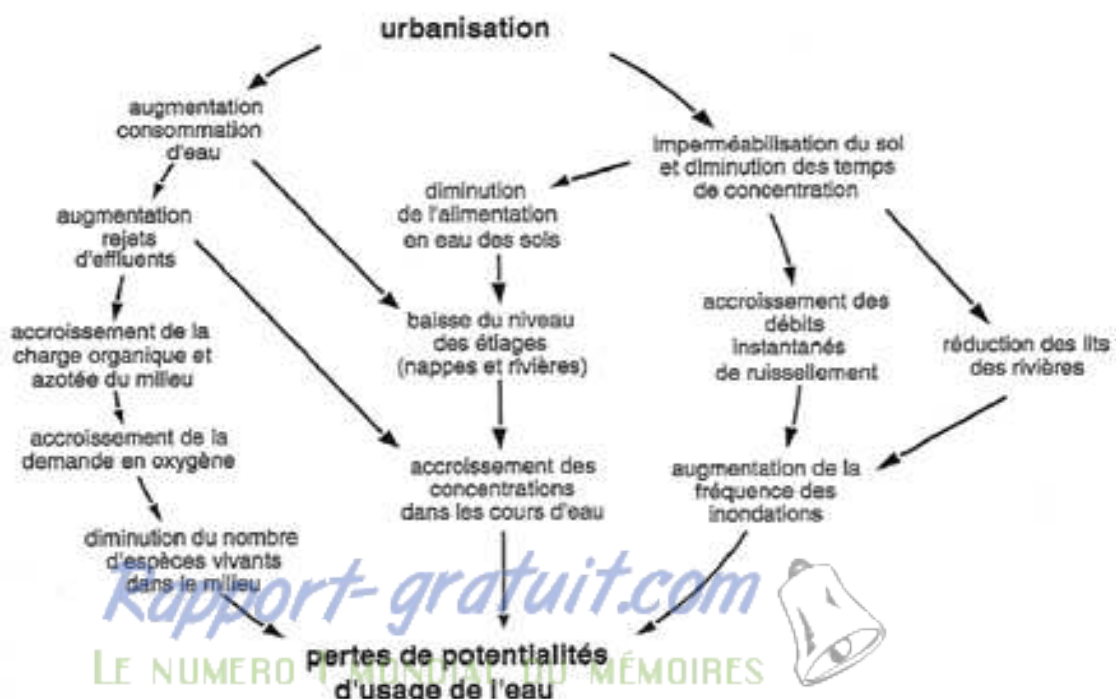 urbanisation
augmentation
consommation
d'eau
imperméabilisation du sol
et diminution des temps
de concentration
diminution
de l'alimentation
en eau des sols
augmentation
rejets
d'effluents
accroissement de la
charge organique et
azotée du milieu
baisse du niveau
des étiages
(nappes et rivières)
accroissement des
débits
instantanés
de ruissellement
réduction des lits
des rivières
accroissement de la
demande en oxygène
accroissement des
concentrations
dans les cours d'eau
augmentation de la
fréquence des
inondations
diminution du nombre
d'espèces vivants
dans le milieu
Rapport-gratuit.com
LE NUMERO 1 MONDIAL DU MÉMOIRES
pertes de potentialités
d'usage de l'eau